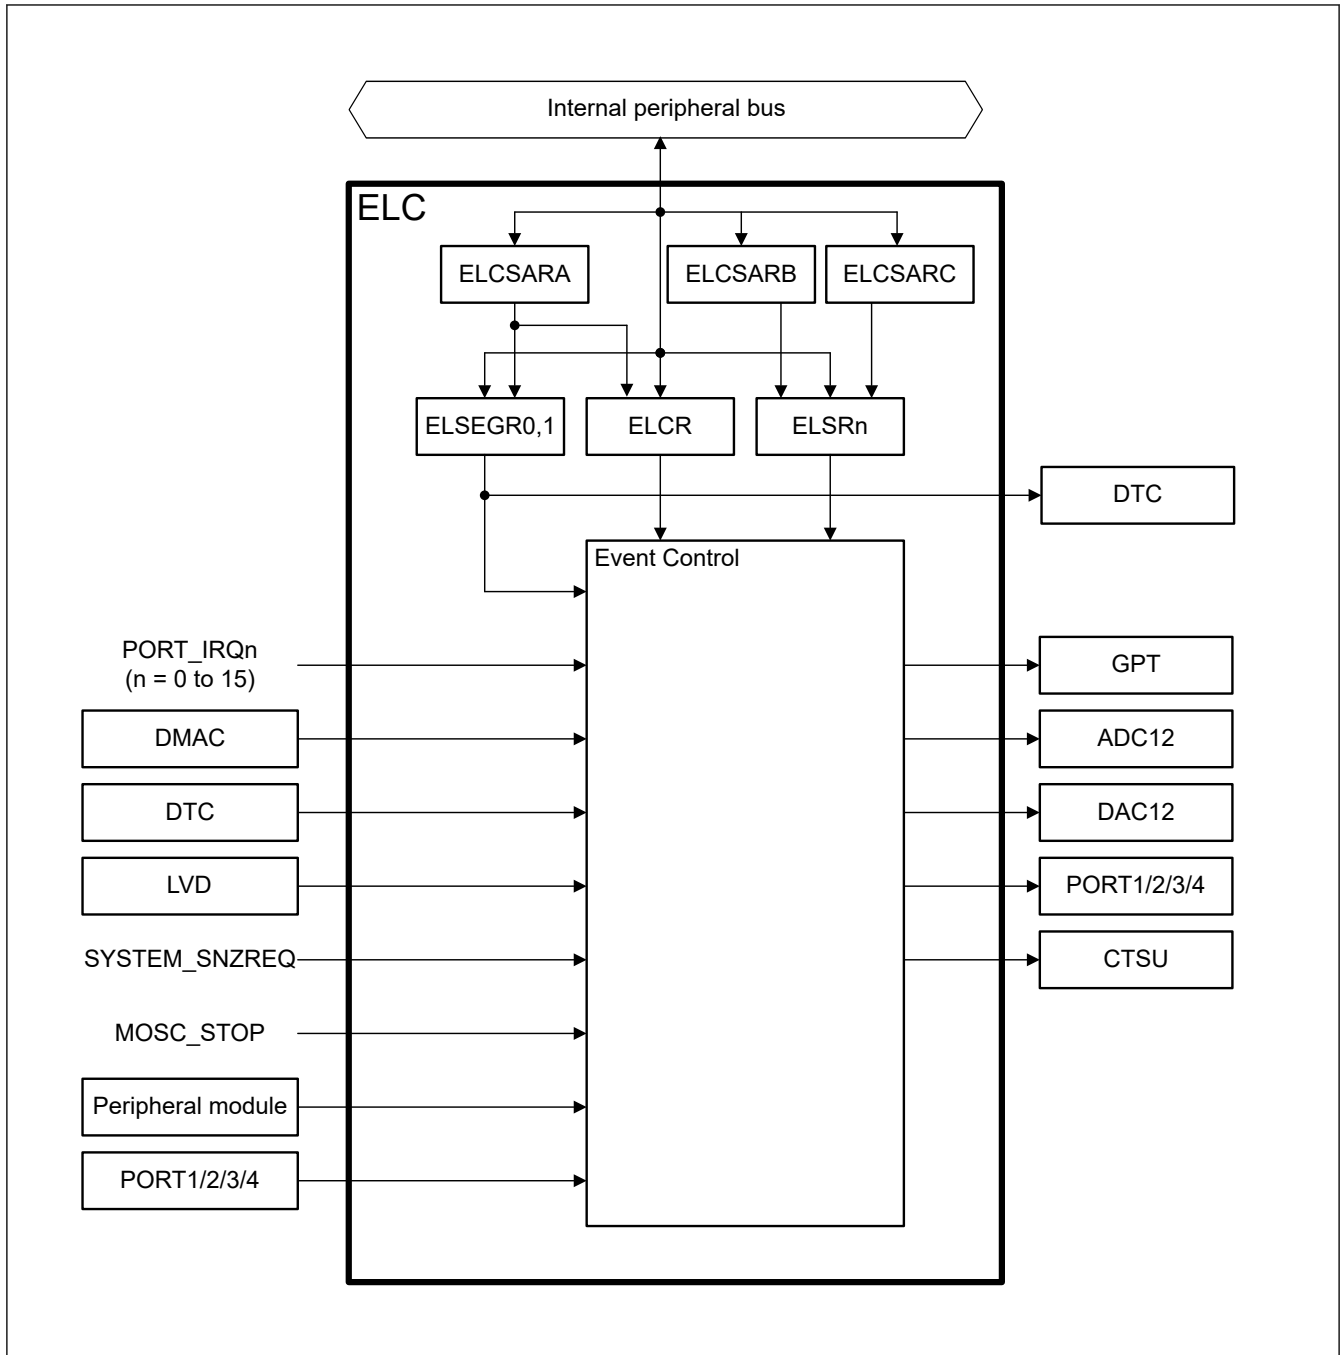 Internal peripheral bus
ELC
ELCSARA
ELCSARB
ELCSARC
ELSEGR0,1
ELCR
ELSRn
DTC
Event Control
PORT_IRQn
(n = 0 to 15)
GPT
DMAC
ADC12
DTC
DAC12
LVD
PORT1/2/3/4
SYSTEM_SNZREQ
CTSU
MOSC_STOP
Peripheral module
PORT1/2/3/4